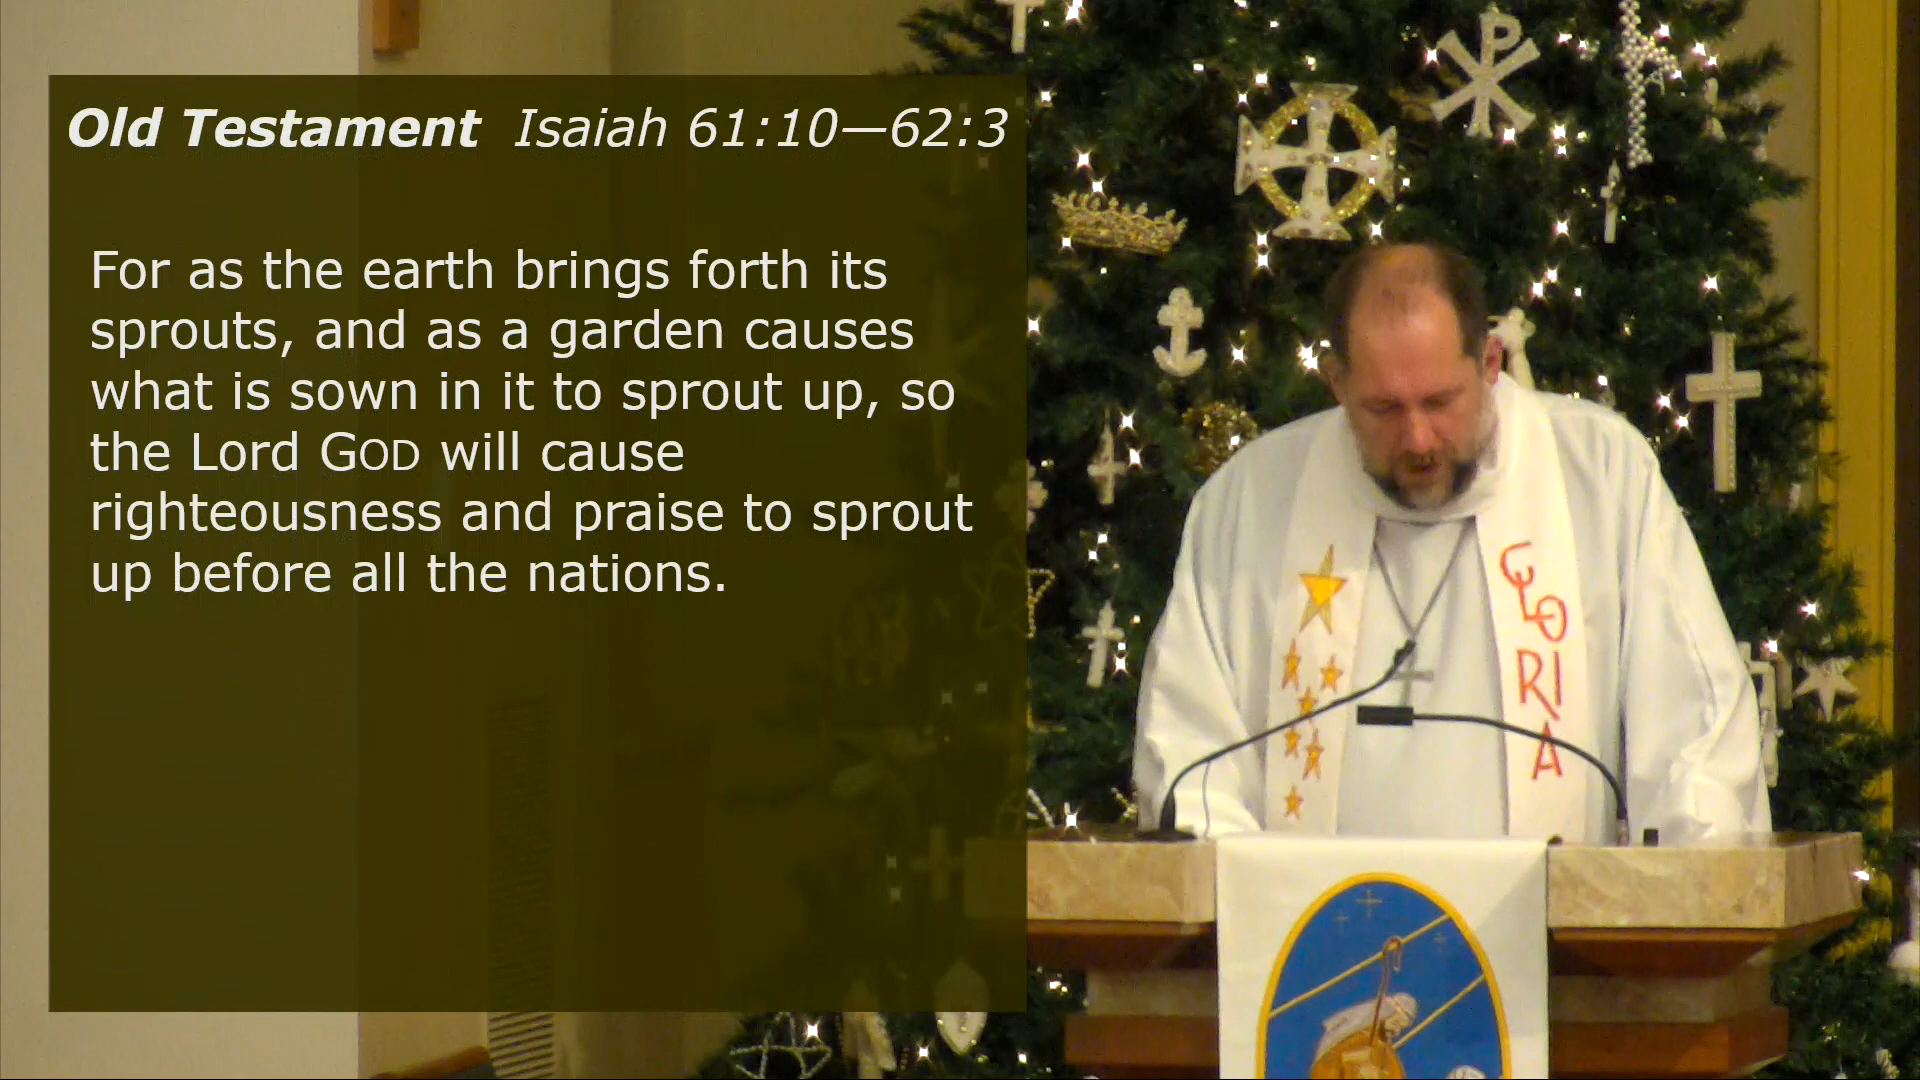 Old Testament Isaiah 61:10—62:3
For as the earth brings forth its
sprouts, and as a garden causes
what is sown in it to sprout up, so
the Lord GOD will cause
righteousness and praise to sprout
up before all the nations.
GLORIA